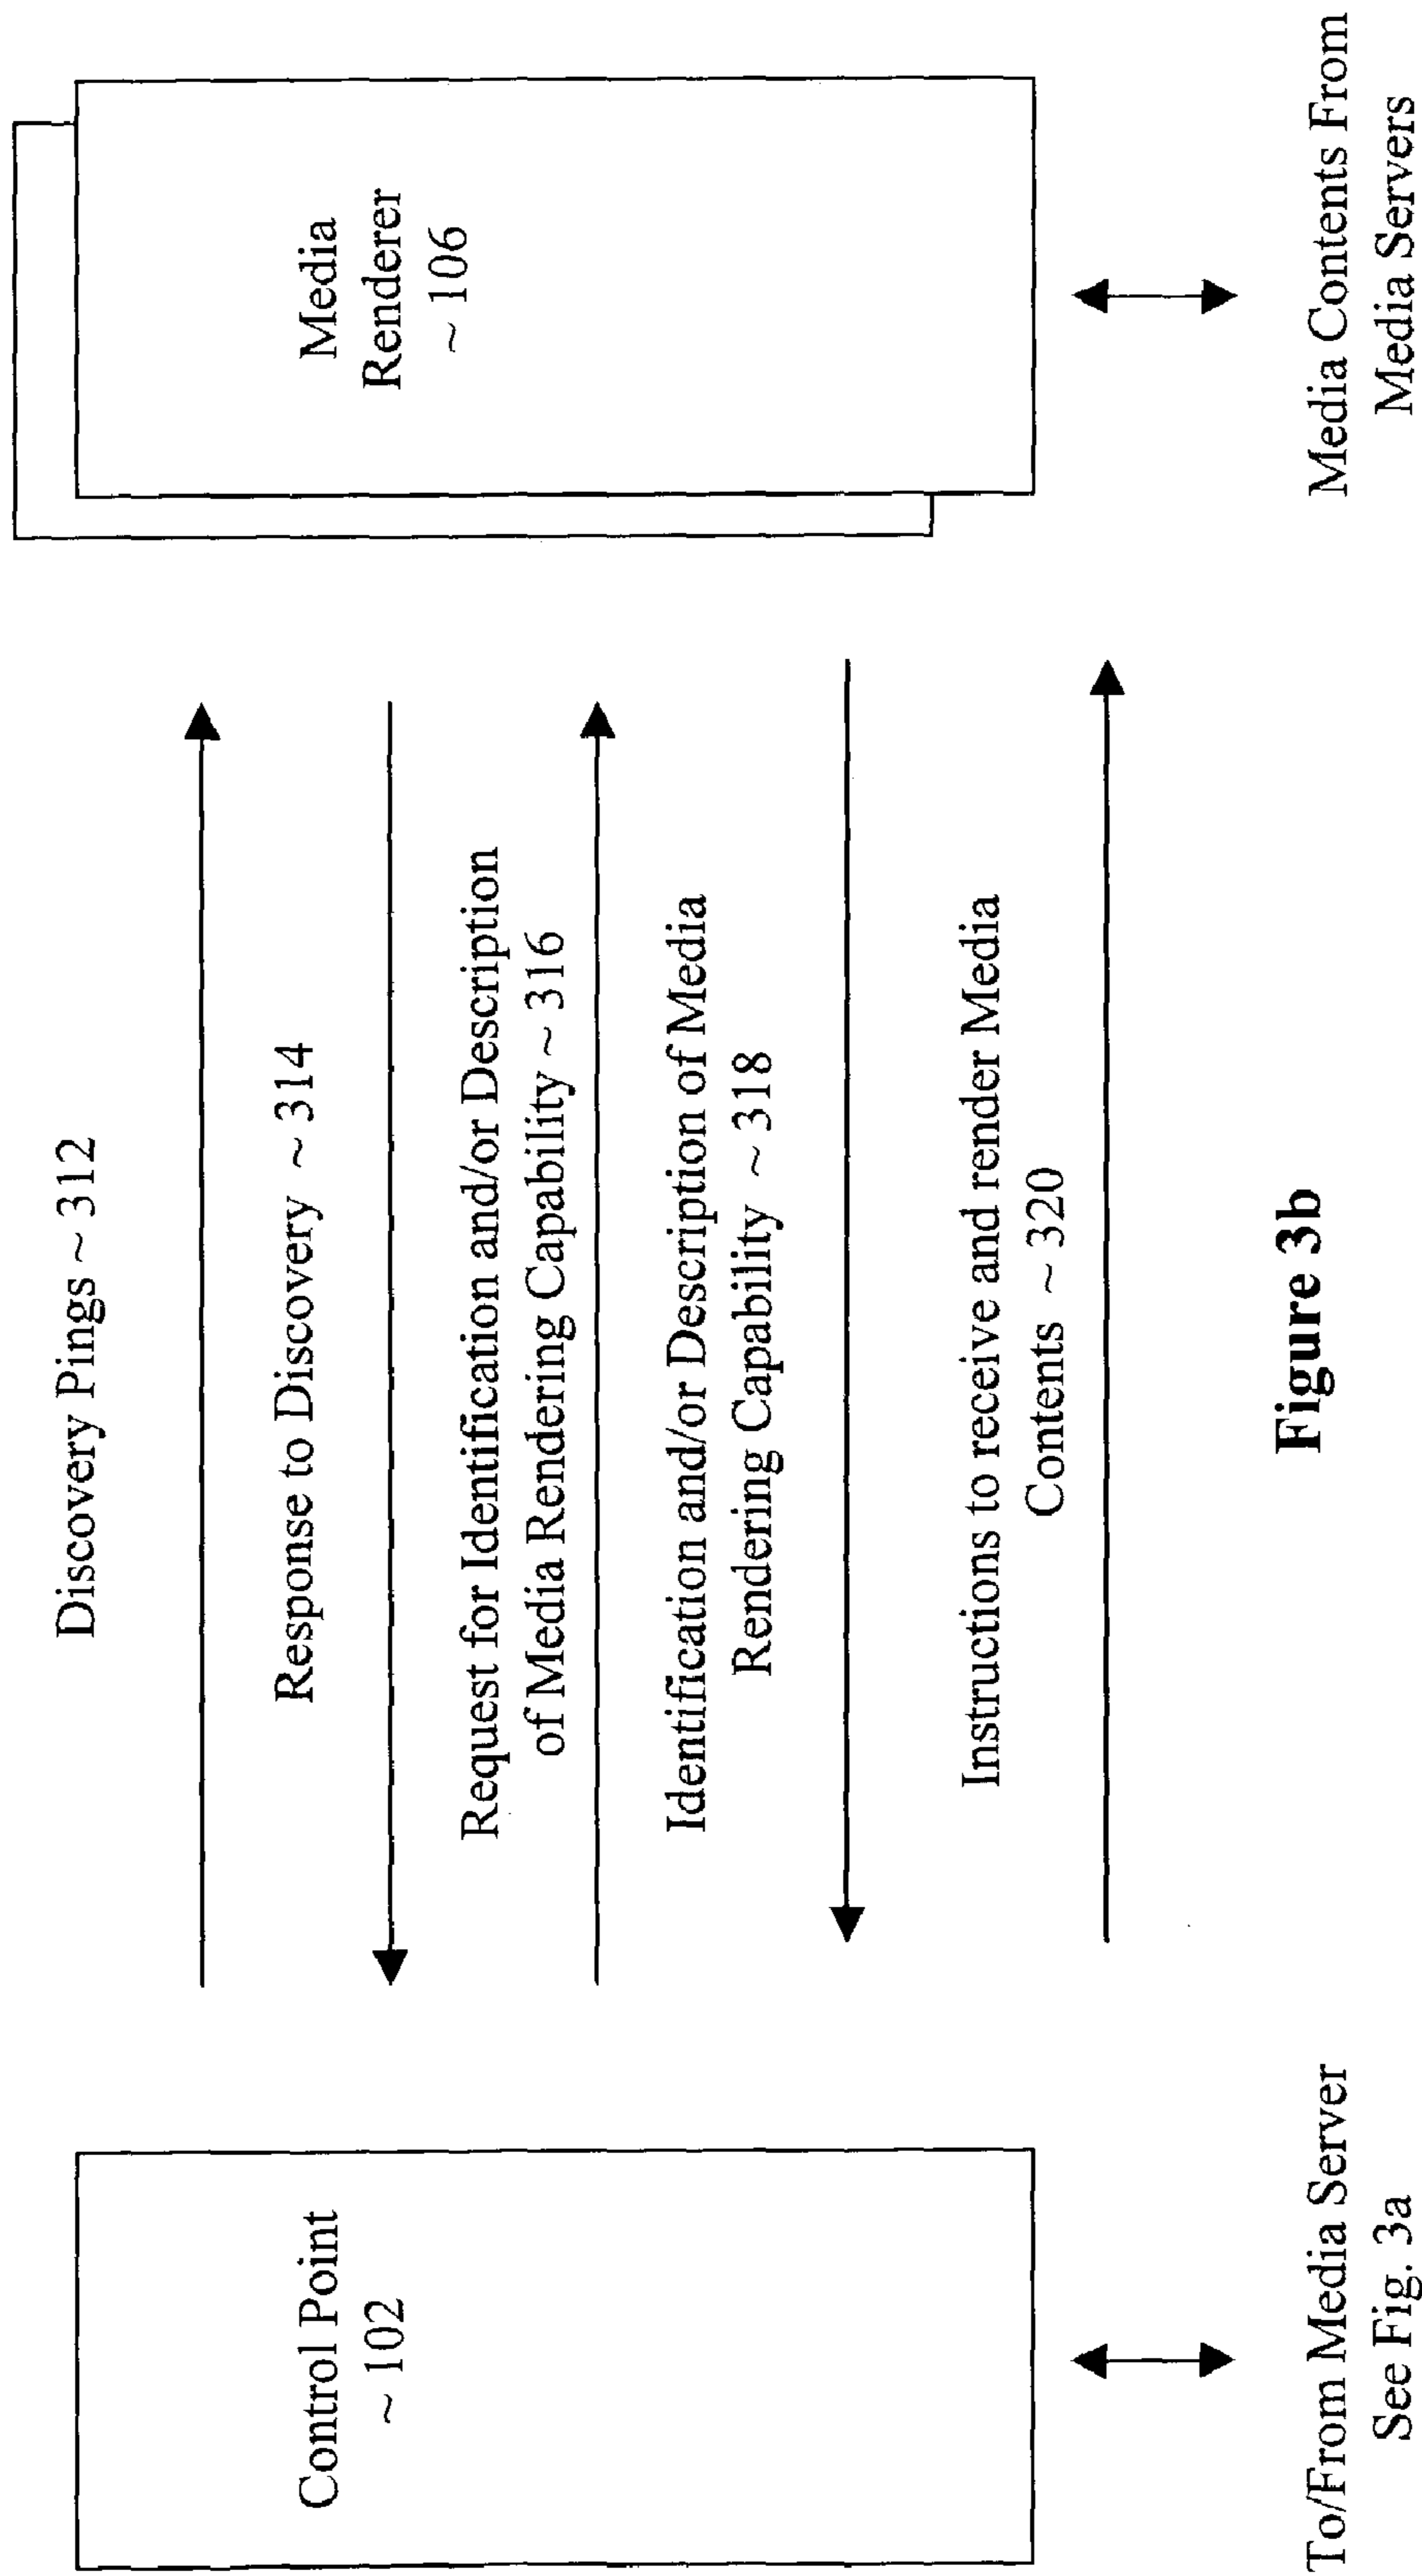 Discovery Pings ~ 312
Response to Discovery ~ 314
Request for Identification and/or Description
of Media Rendering Capability ~ 316
Identification and/or Description of Media
Rendering Capability ~ 318
Instructions to receive and render Media
Contents ~ 320
Control Point
~ 102
Media
Renderer
~ 106
To/From Media Server
See Fig. 3a
Media Contents From
Media Servers
Figure 3b